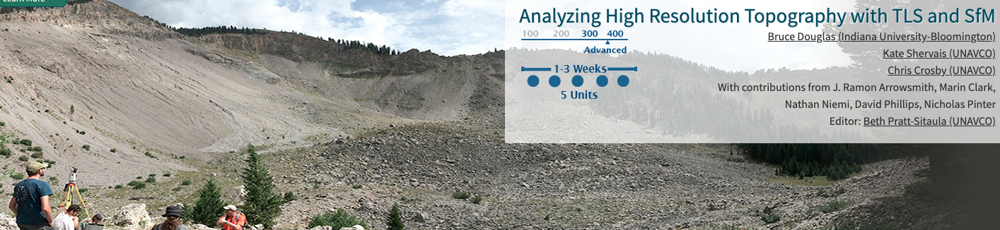 Learn More
Analyzing High Resolution Topography with TLS and SfM
100 200 300 400
Advanced
1-3 Weeks
5 Units
Bruce Douglas (Indiana University-Bloomington)
Kate Shervais (UNAVCO)
Chris Crosby (UNAVCO)
With contributions from J. Ramon Arrowsmith, Marin Clark,
Nathan Niemi, David Phillips, Nicholas Pinter
Editor: Beth Pratt-Sitaula (UNAVCO)